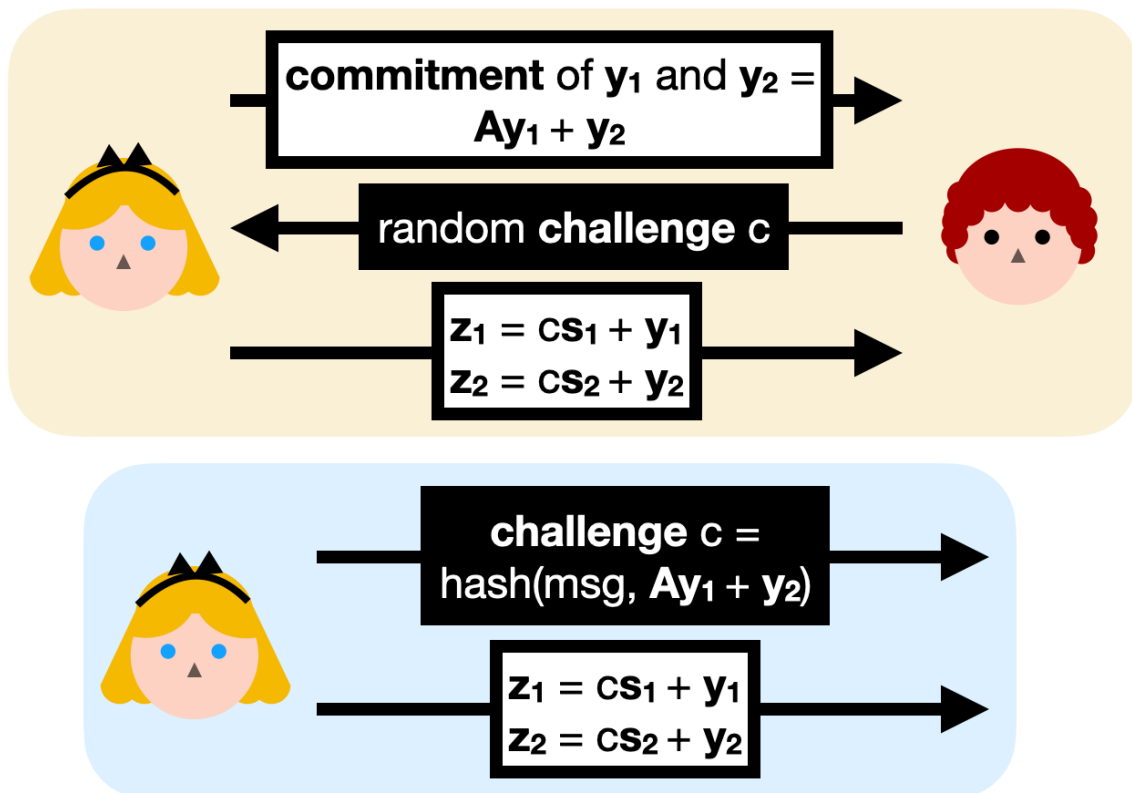 commitment of y₁ and y₂ =
Ay₁ + y₂
random challenge c
z₁ = cs₁ + y₁
z₂ = cs₂ + y₂
challenge c =
hash(msg, Ay₁ + y₂)
z₁ = cs₁ + y₁
z₂ = cs₂ + y₂